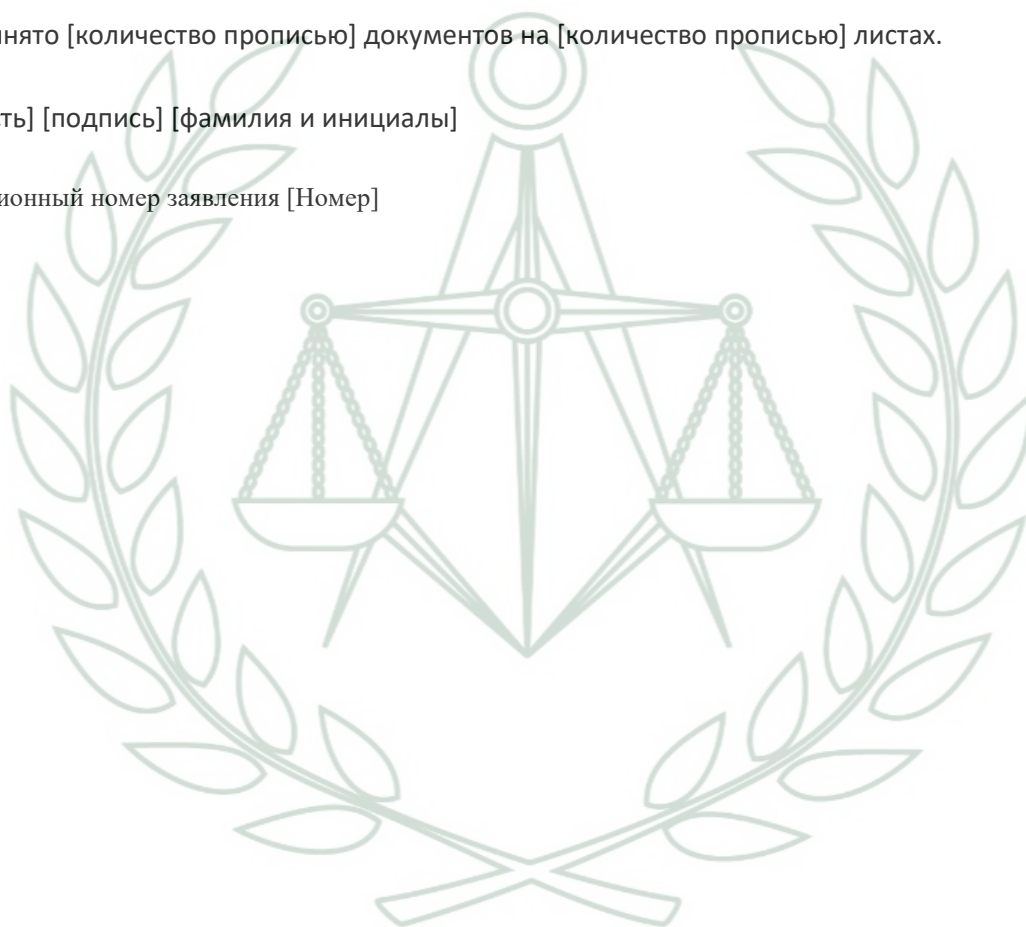 нято [количество прописью] документов на [количество прописью] листах.
ть] [подпись] [фамилия и инициалы]
ионный номер заявления [Номер]